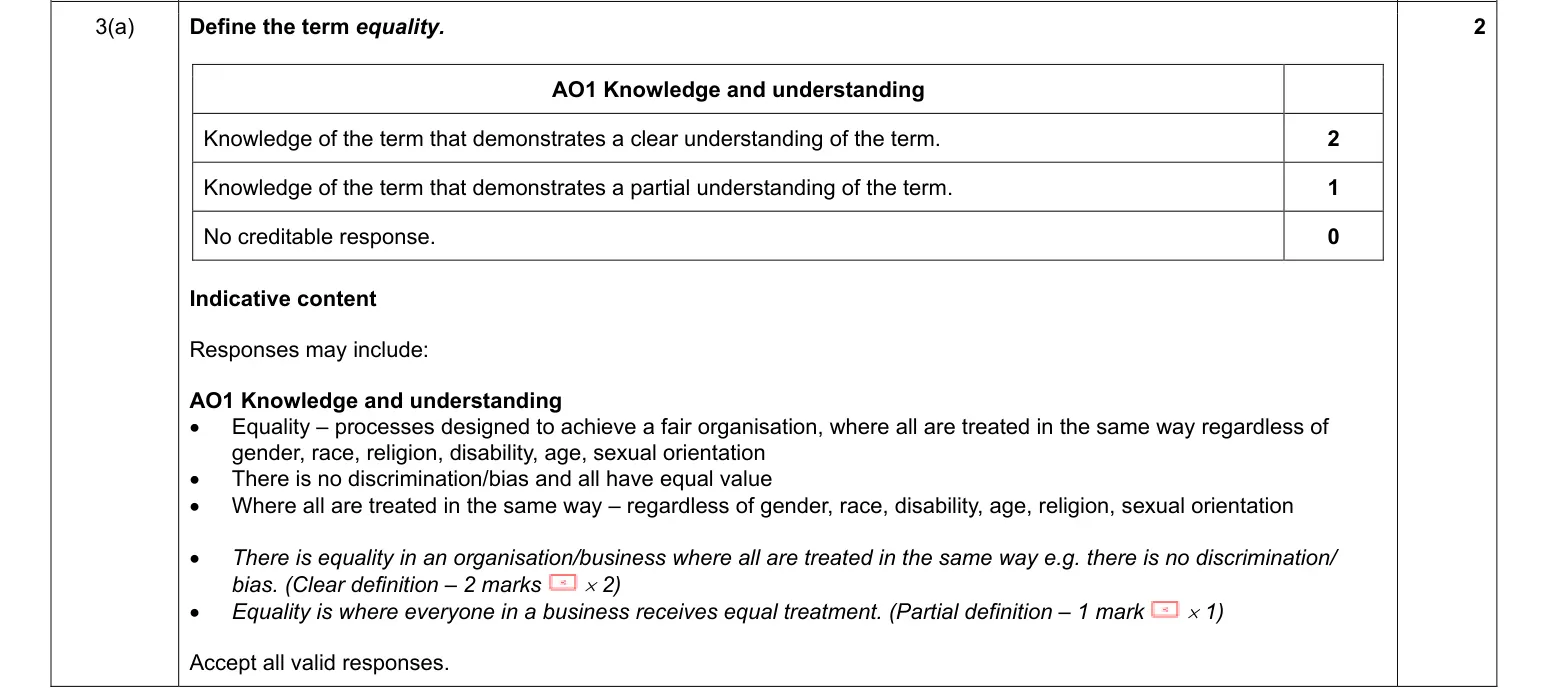 3(a) Define the term equality. 2
AO1 Knowledge and understanding
Knowledge of the term that demonstrates a clear understanding of the term. 2
Knowledge of the term that demonstrates a partial understanding of the term. 1
No creditable response. 0
Indicative content
Responses may include:
AO1 Knowledge and understanding
• Equality – processes designed to achieve a fair organisation, where all are treated in the same way regardless of
gender, race, religion, disability, age, sexual orientation
• There is no discrimination/bias and all have equal value
• Where all are treated in the same way – regardless of gender, race, disability, age, religion, sexual orientation
• There is equality in an organisation/business where all are treated in the same way e.g. there is no discrimination/
bias. (Clear definition – 2 marks × 2)
• Equality is where everyone in a business receives equal treatment. (Partial definition – 1 mark × 1)
Accept all valid responses.